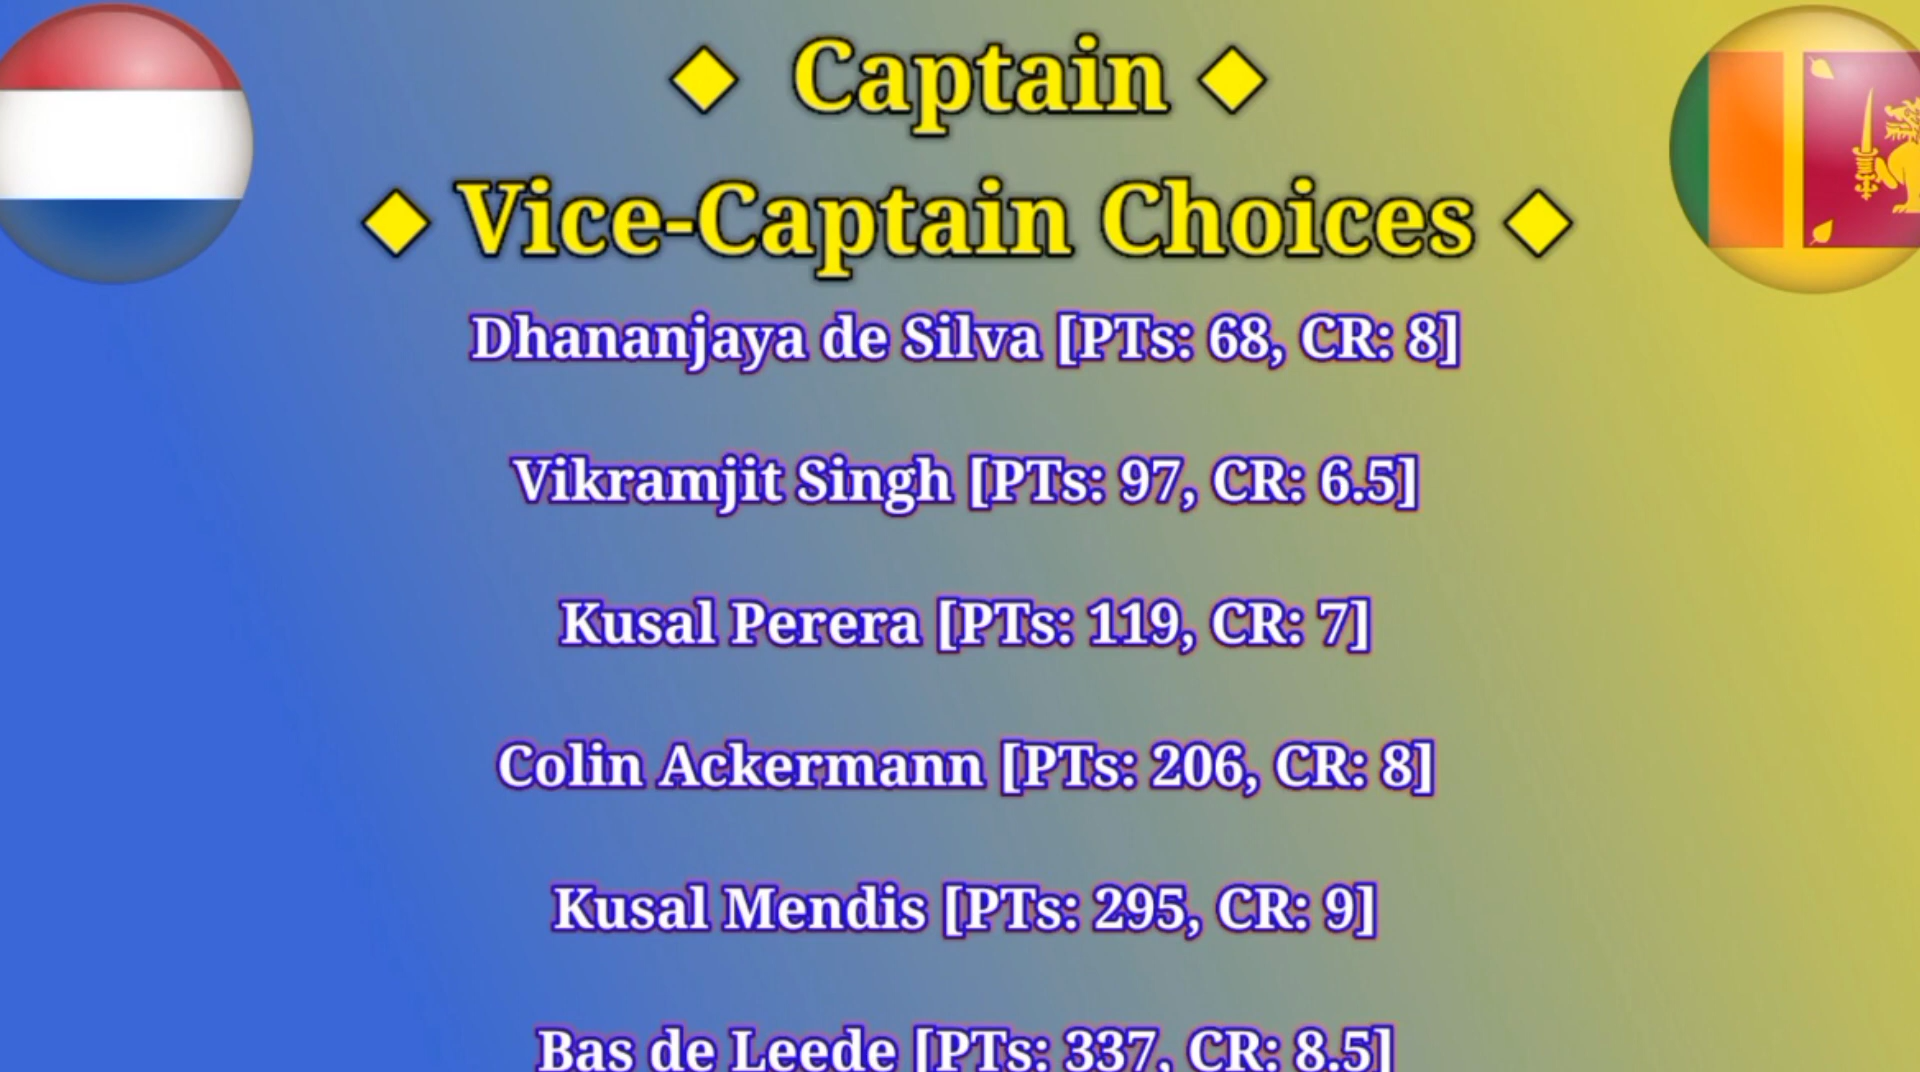 ◆ Captain ◆
◆ Vice-Captain Choices ◆
Dhananjaya de Silva [PTs: 68, CR: 8]
Vikramjit Singh [PTs: 97, CR: 6.5]
Kusal Perera [PTs: 119, CR: 7]
Colin Ackermann [PTs: 206, CR: 8]
Kusal Mendis [PTs: 295, CR: 9]
Bas de Leede [PTs: 337, CR: 8.5]